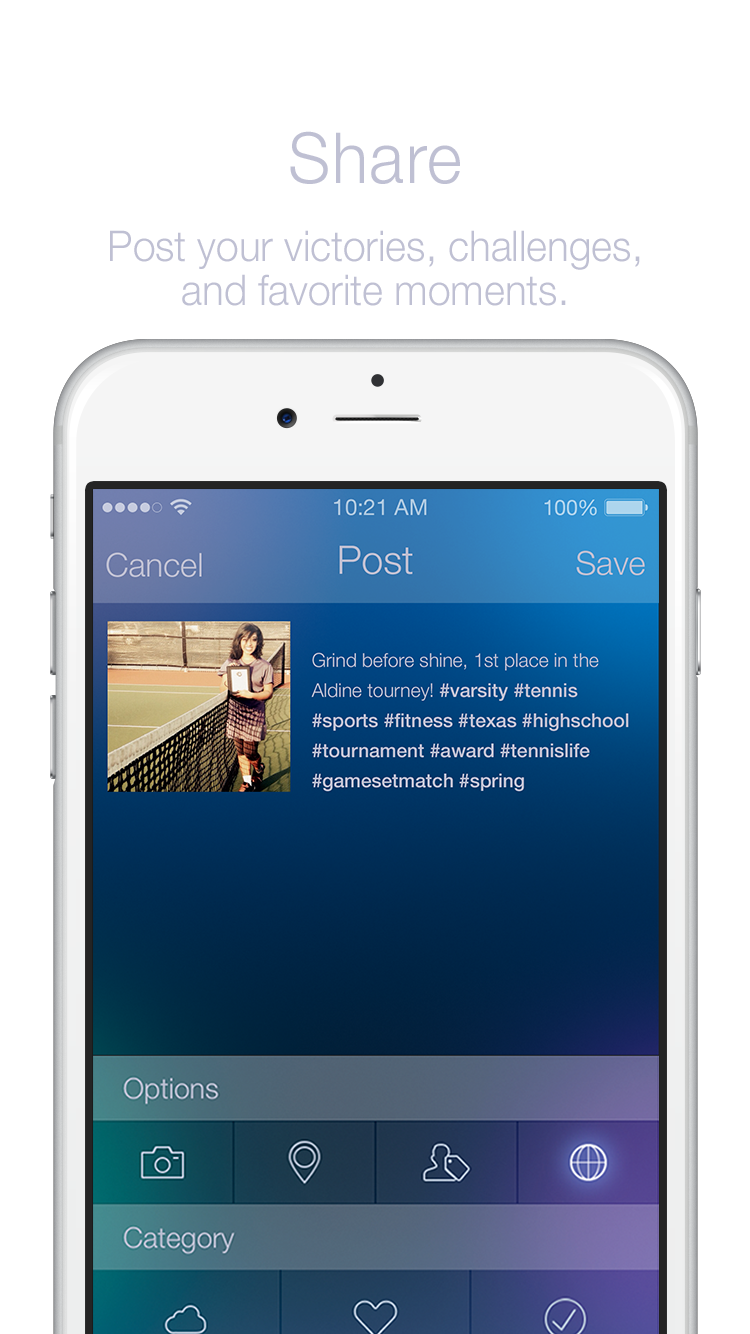 Share
Post your victories, challenges,
and favorite moments.
10:21 AM
100%
Cancel
Post
Save
Grind before shine, 1st place in the
Aldine tourney! #varsity #tennis
#sports #fitness #texas #highschool
#tournament #award #tennislife
#gamesetmatch #spring
Options
Category